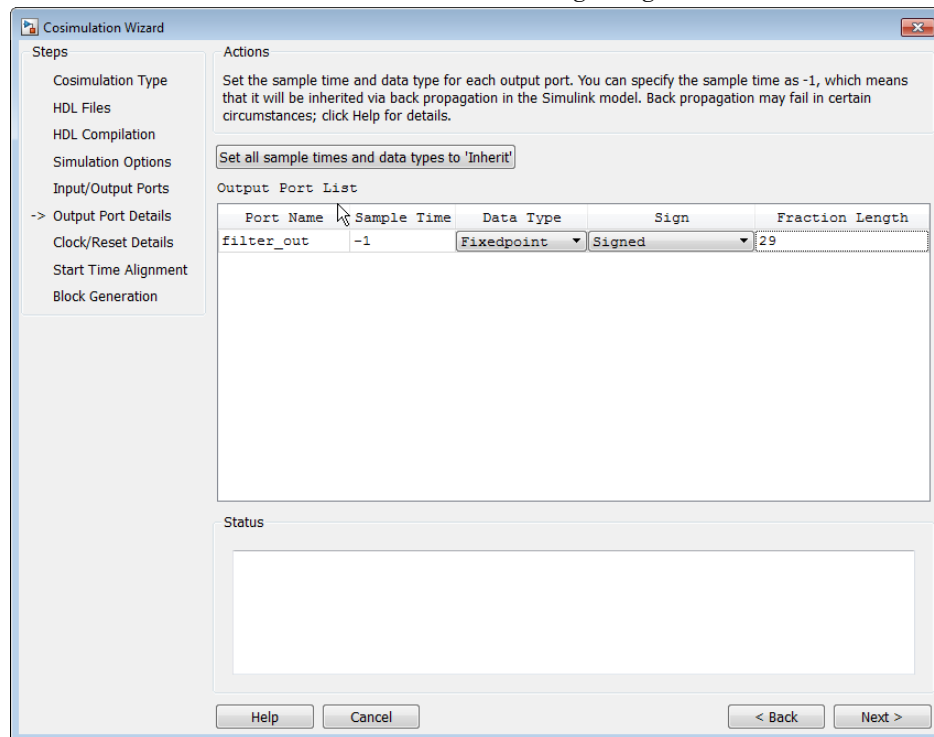 Cosimulation Wizard
Steps
Cosimulation Type
HDL Files
HDL Compilation
Simulation Options
Input/Output Ports
-> Output Port Details
Clock/Reset Details
Start Time Alignment
Block Generation
Actions
Set the sample time and data type for each output port. You can specify the sample time as -1, which means
that it will be inherited via back propagation in the Simulink model. Back propagation may fail in certain
circumstances; click Help for details.
Set all sample times and data types to 'Inherit'
Output Port List
Port Name Sample Time Data Type Sign Fraction Length
filter_out -1 Fixedpoint Signed 29
Status
Help Cancel < Back Next >